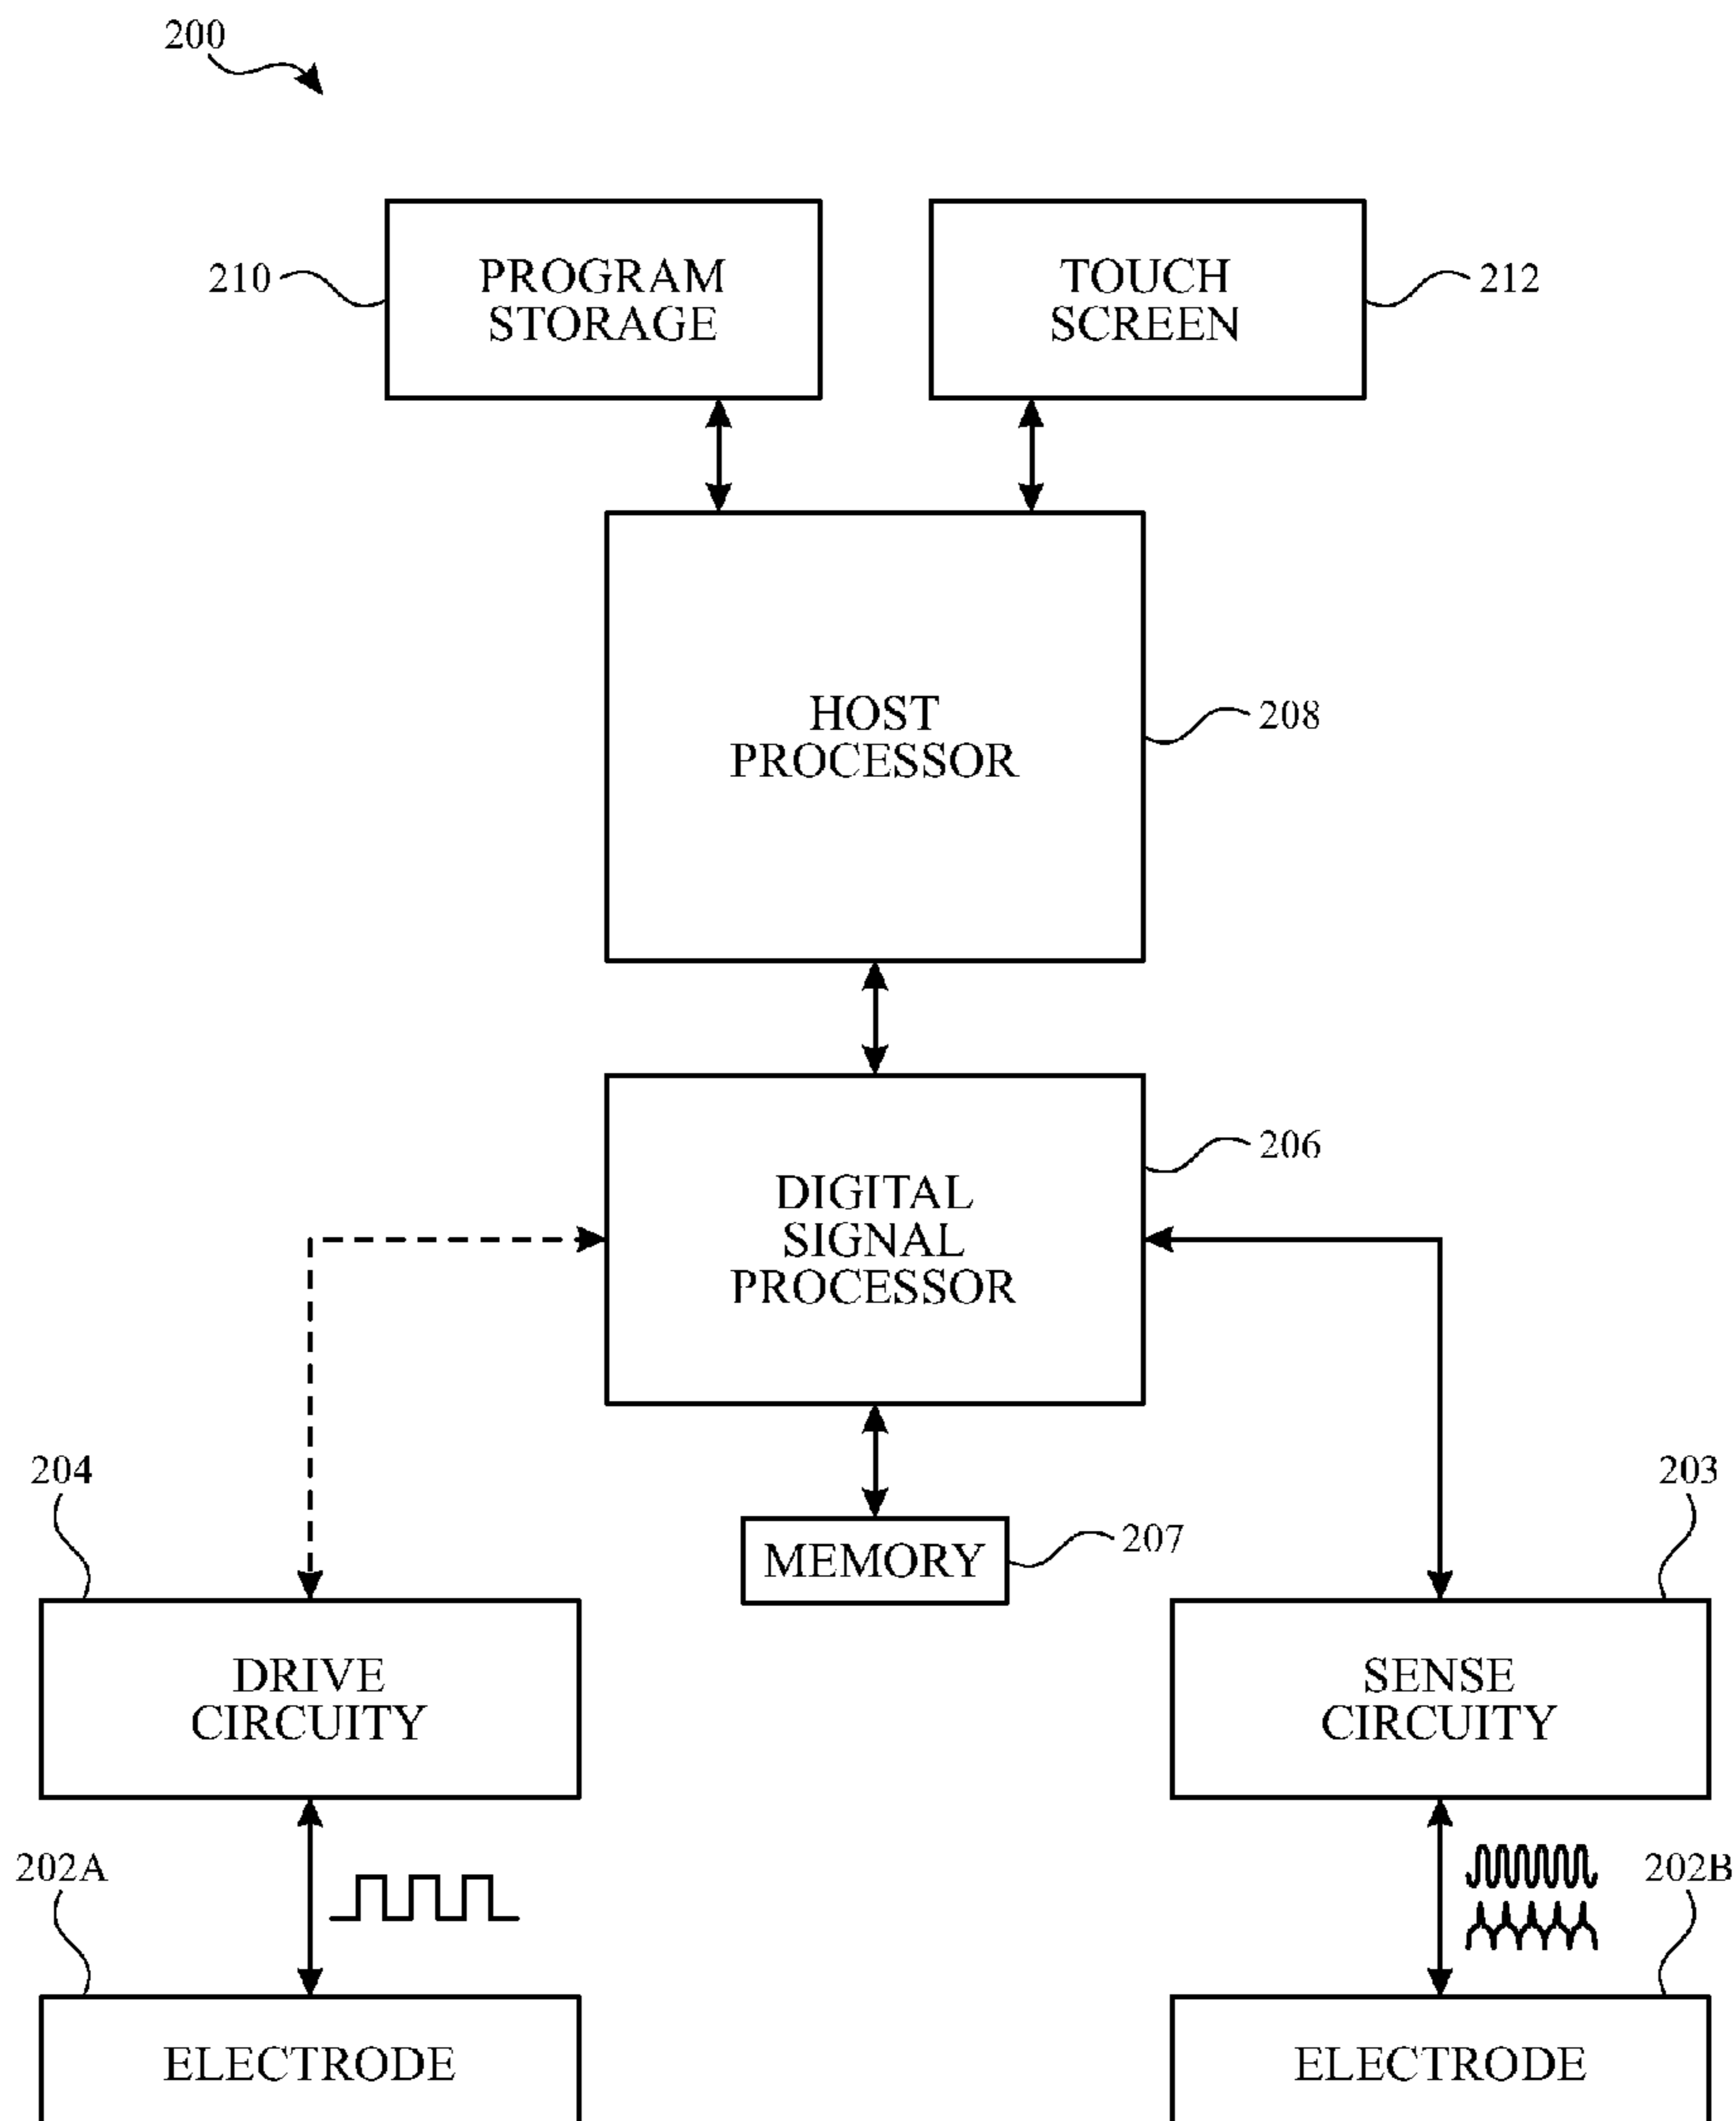 200
210
PROGRAM
STORAGE
TOUCH
SCREEN
212
HOST
PROCESSOR
208
206
DIGITAL
SIGNAL
PROCESSOR
204
203
MEMORY
207
DRIVE
CIRCUITY
SENSE
CIRCUITY
202A
202B
ELECTRODE
ELECTRODE